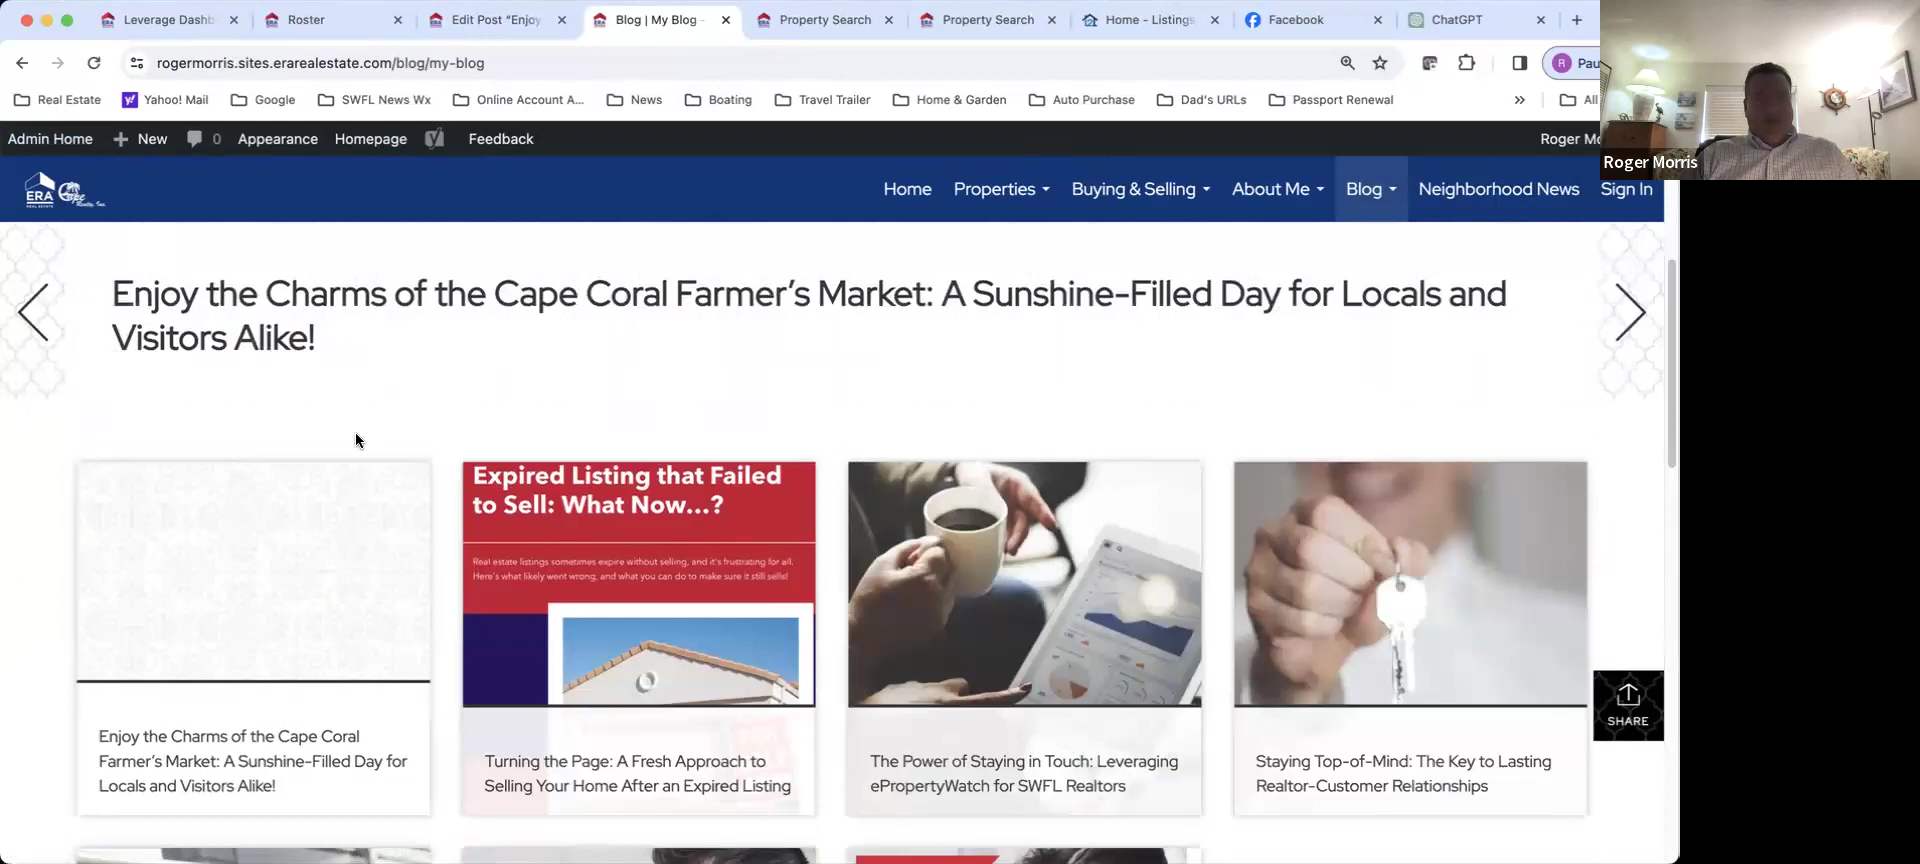 Leverage Dashb
Roster
Edit Post “Enjoy
Blog | My Blog -
Property Search
Property Search
Home - Listings
Facebook
ChatGPT
rogermorris.sites.erarealestate.com/blog/my-blog
R Pau
Real Estate
Yahoo! Mail
Google
SWFL News Wx
Online Account A...
News
Boating
Travel Trailer
Home & Garden
Auto Purchase
Dad's URLs
Passport Renewal
»
All
Admin Home
New
0
Appearance
Homepage
Feedback
Roger Mo
Roger Morris
ERA
REAL ESTATE
Cape
Realty, Inc.
Home
Properties
Buying & Selling
About Me
Blog
Neighborhood News
Sign In
Enjoy the Charms of the Cape Coral Farmer’s Market: A Sunshine-Filled Day for Locals and
Visitors Alike!
Expired Listing that Failed
to Sell: What Now...?
Real estate listings sometimes expire without selling, and it's frustrating for all.
Here's what likely went wrong, and what you can do to make sure it still sells!
Enjoy the Charms of the Cape Coral
Farmer’s Market: A Sunshine-Filled Day for
Locals and Visitors Alike!
Turning the Page: A Fresh Approach to
Selling Your Home After an Expired Listing
The Power of Staying in Touch: Leveraging
ePropertyWatch for SWFL Realtors
Staying Top-of-Mind: The Key to Lasting
Realtor-Customer Relationships
SHARE